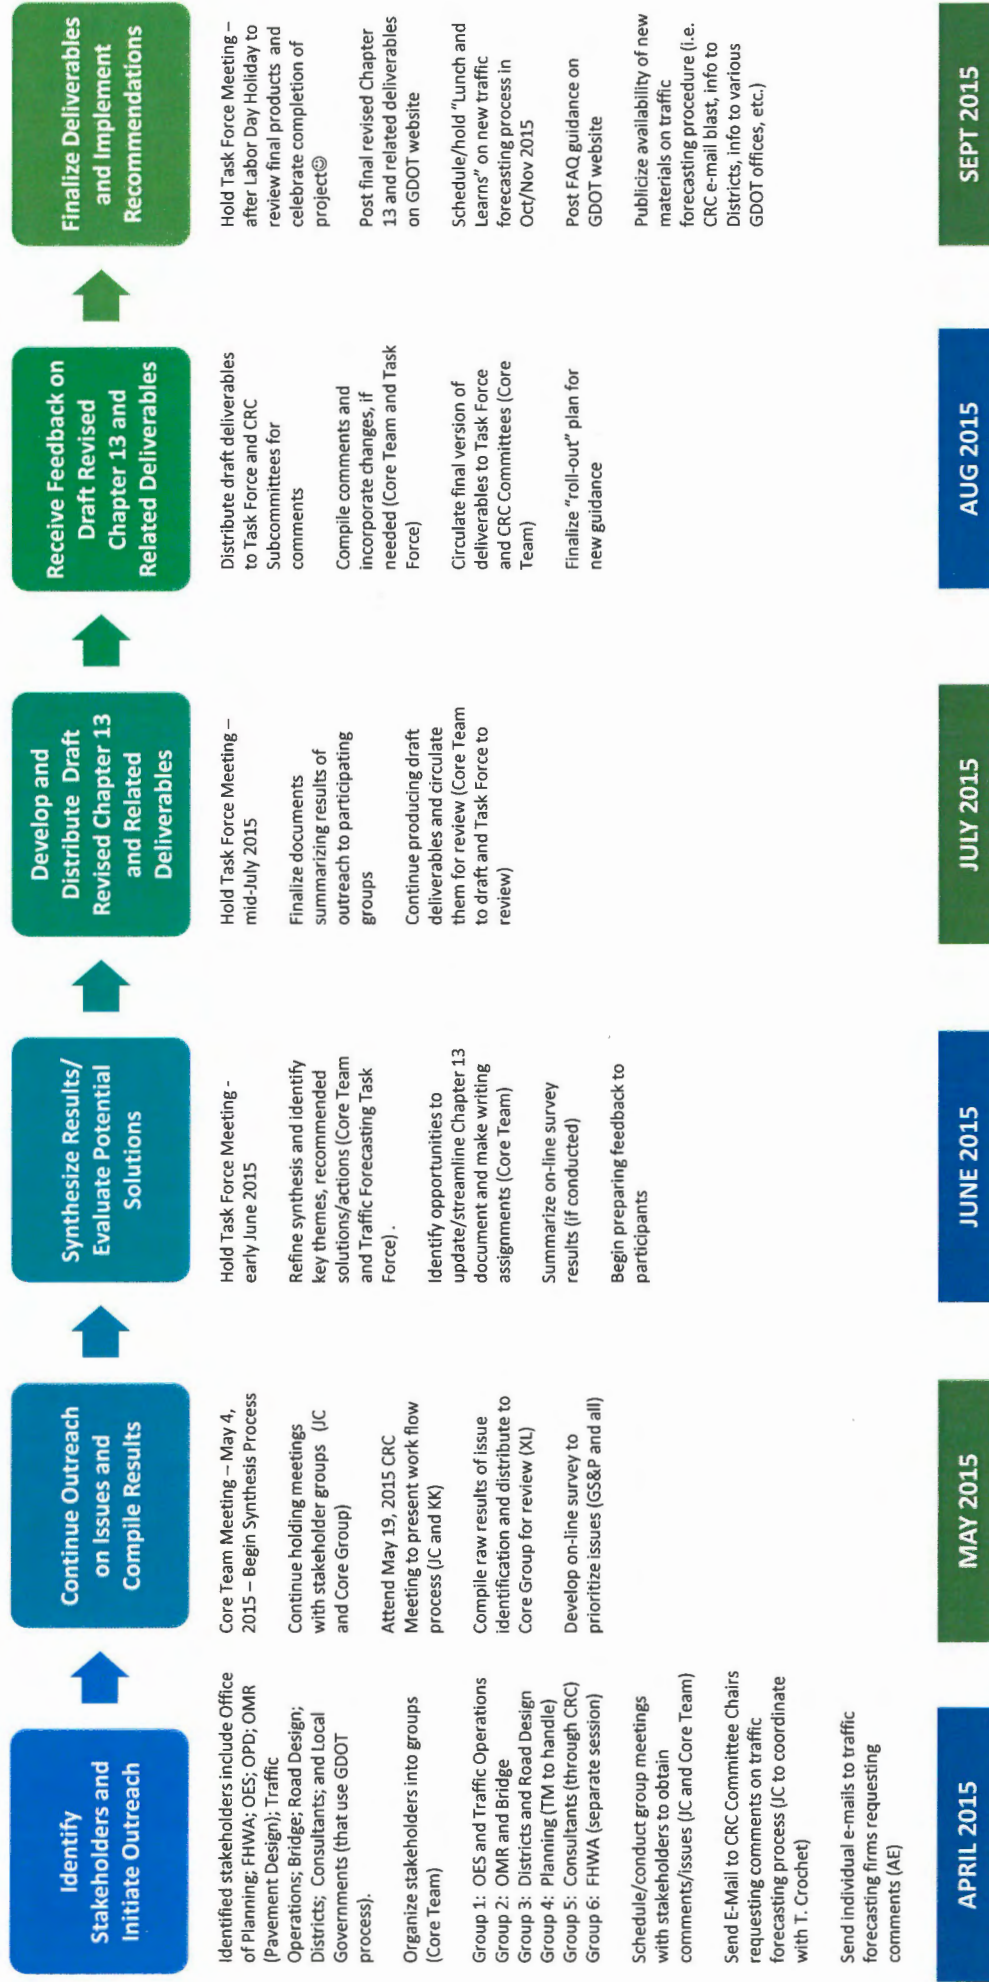 Identify
Stakeholders and
Initiate Outreach
Identified stakeholders include Office
of Planning; FHWA; OES; OPD; OMR
(Pavement Design); Traffic
Operations; Bridge; Road Design;
Districts; Consultants; and Local
Governments (that use GDOT
process).
Organize stakeholders into groups
(Core Team)
Group 1: OES and Traffic Operations
Group 2: OMR and Bridge
Group 3: Districts and Road Design
Group 4: Planning (TM to handle)
Group 5: Consultants (through CRC)
Group 6: FHWA (separate session)
Schedule/conduct group meetings
with stakeholders to obtain
comments/issues (JC and Core Team)
Send E-Mail to CRC Committee Chairs
requesting comments on traffic
forecasting process (JC to coordinate
with T. Crochet)
Send individual e-mails to traffic
forecasting firms requesting
comments (AE)
APRIL 2015
Continue Outreach
on Issues and
Compile Results
Core Team Meeting – May 4,
2015 – Begin Synthesis Process
Continue holding meetings
with stakeholder groups (JC
and Core Group)
Attend May 19, 2015 CRC
Meeting to present work flow
process (JC and KK)
Compile raw results of issue
identification and distribute to
Core Group for review (XL)
Develop on-line survey to
prioritize issues (GS&P and all)
MAY 2015
Synthesize Results/
Evaluate Potential
Solutions
Hold Task Force Meeting -
early June 2015
Refine synthesis and identify
key themes, recommended
solutions/actions (Core Team
and Traffic Forecasting Task
Force) .
Identify opportunities to
update/streamline Chapter 13
document and make writing
assignments (Core Team)
Summarize on-line survey
results (if conducted)
Begin preparing feedback to
participants
JUNE 2015
Develop and
Distribute Draft
Revised Chapter 13
and Related
Deliverables
Hold Task Force Meeting –
mid-July 2015
Finalize documents
summarizing results of
outreach to participating
groups
Continue producing draft
deliverables and circulate
them for review (Core Team
to draft and Task Force to
review)
JULY 2015
Receive Feedback on
Draft Revised
Chapter 13 and
Related Deliverables
Distribute draft deliverables
to Task Force and CRC
Subcommittees for
comments
Compile comments and
incorporate changes, if
needed (Core Team and Task
Force)
Circulate final version of
deliverables to Task Force
and CRC Committees (Core
Team)
Finalize "roll-out" plan for
new guidance
AUG 2015
Finalize Deliverables
and Implement
Recommendations
Hold Task Force Meeting –
after Labor Day Holiday to
review final products and
celebrate completion of
project☺
Post final revised Chapter
13 and related deliverables
on GDOT website
Schedule/hold "Lunch and
Learns" on new traffic
forecasting process in
Oct/Nov 2015
Post FAQ guidance on
GDOT website
Publicize availability of new
materials on traffic
forecasting procedure (i.e.
CRC e-mail blast, info to
Districts, info to various
GDOT offices, etc.)
SEPT 2015